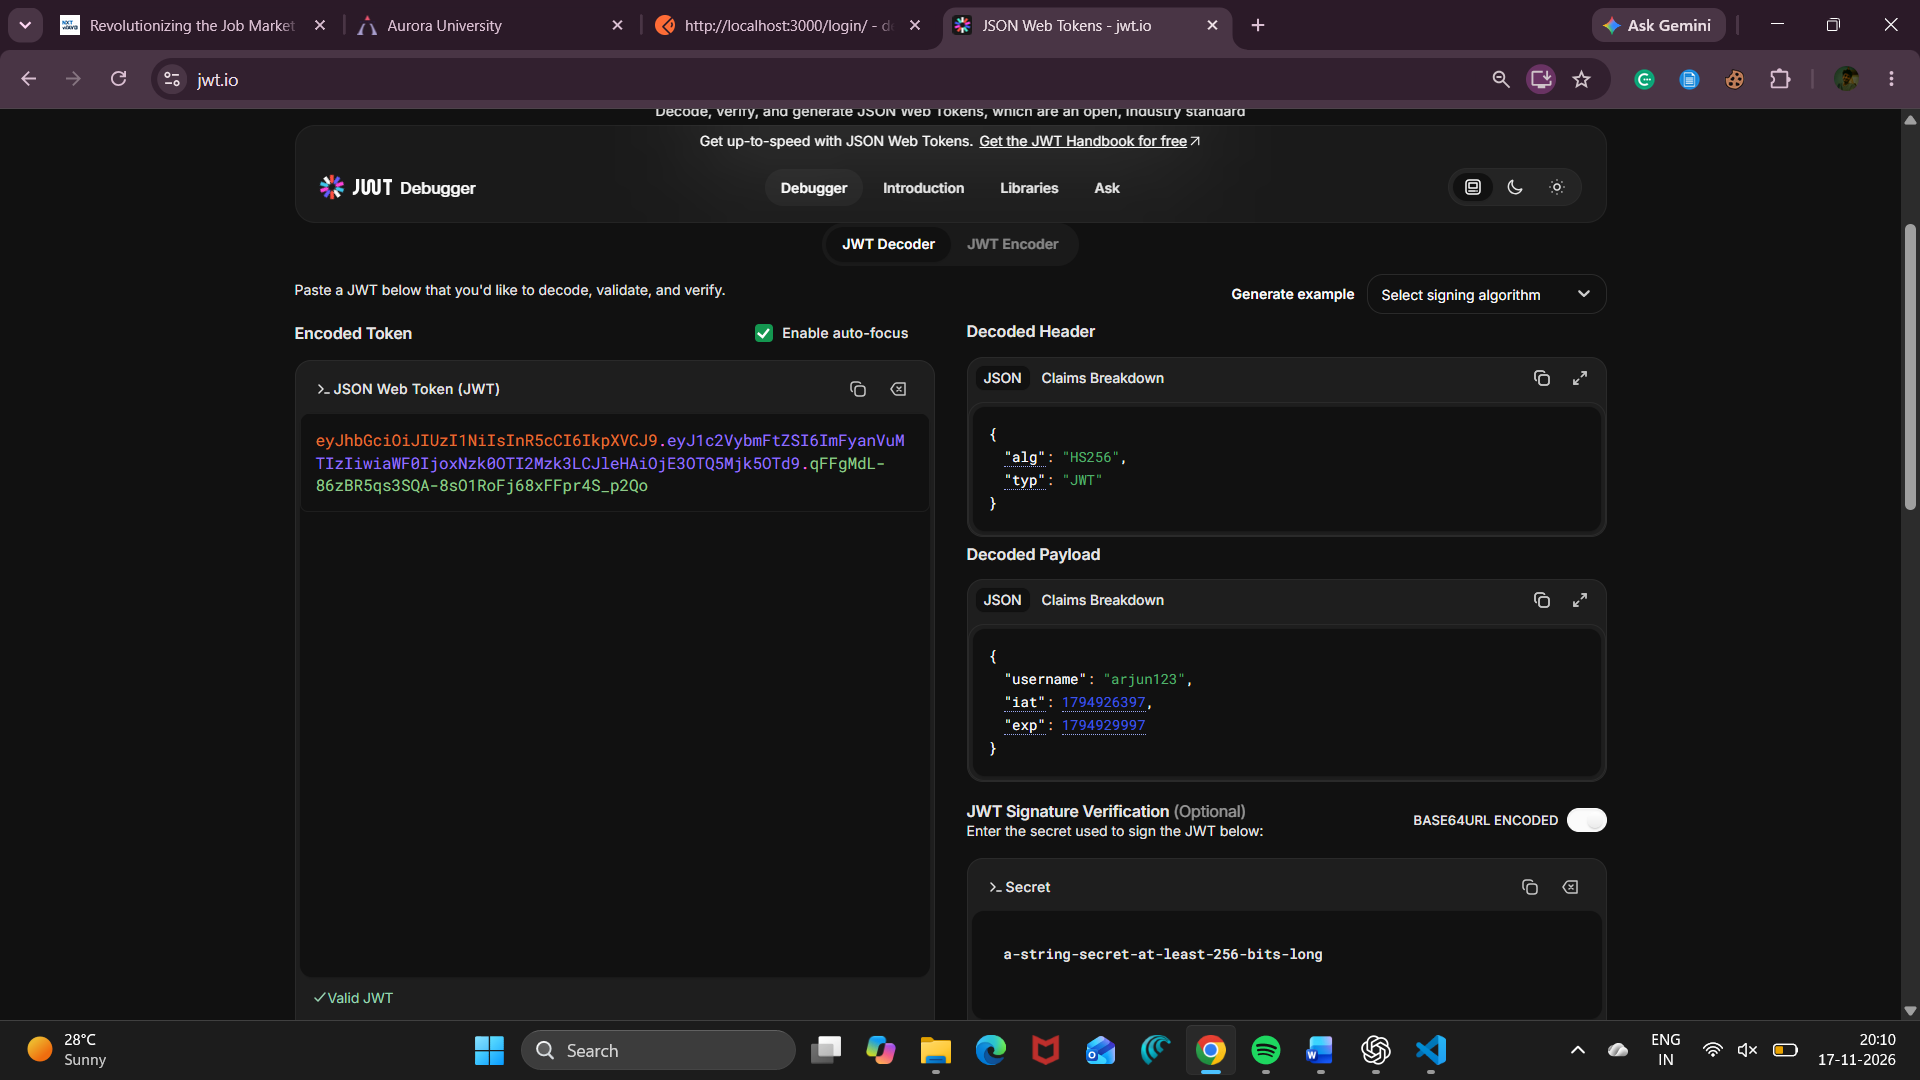 Revolutionizing the Job Market
Aurora University
http://localhost:3000/login/ - de
JSON Web Tokens - jwt.io
Ask Gemini
jwt.io
Decode, verify, and generate JSON Web Tokens, which are an open, industry standard
Get up-to-speed with JSON Web Tokens. Get the JWT Handbook for free
JWT Debugger
Debugger
Introduction
Libraries
Ask
JWT Decoder
JWT Encoder
Paste a JWT below that you'd like to decode, validate, and verify.
Generate example
Select signing algorithm
Encoded Token
Enable auto-focus
Decoded Header
JSON Web Token (JWT)
JSON
Claims Breakdown
eyJhbGciOiJIUzI1NiIsInR5cCI6IkpXVCJ9.eyJ1c2VybmFtZSI6ImFyanVuM
TIzIiwiaWF0IjoxNzk0OTI2Mzk3LCJleHAiOjE3OTQ5Mjk5OTd9.qFFgMdL-
86zBR5qs3SQA-8sO1RoFj68xFFpr4S_p2Qo
{
"alg": "HS256",
"typ": "JWT"
}
Decoded Payload
JSON
Claims Breakdown
{
"username": "arjun123",
"iat": 1794926397,
"exp": 1794929997
}
JWT Signature Verification (Optional)
Enter the secret used to sign the JWT below:
BASE64URL ENCODED
Secret
a-string-secret-at-least-256-bits-long
Valid JWT
28°C
Sunny
Search
ENG
IN
20:10
17-11-2026